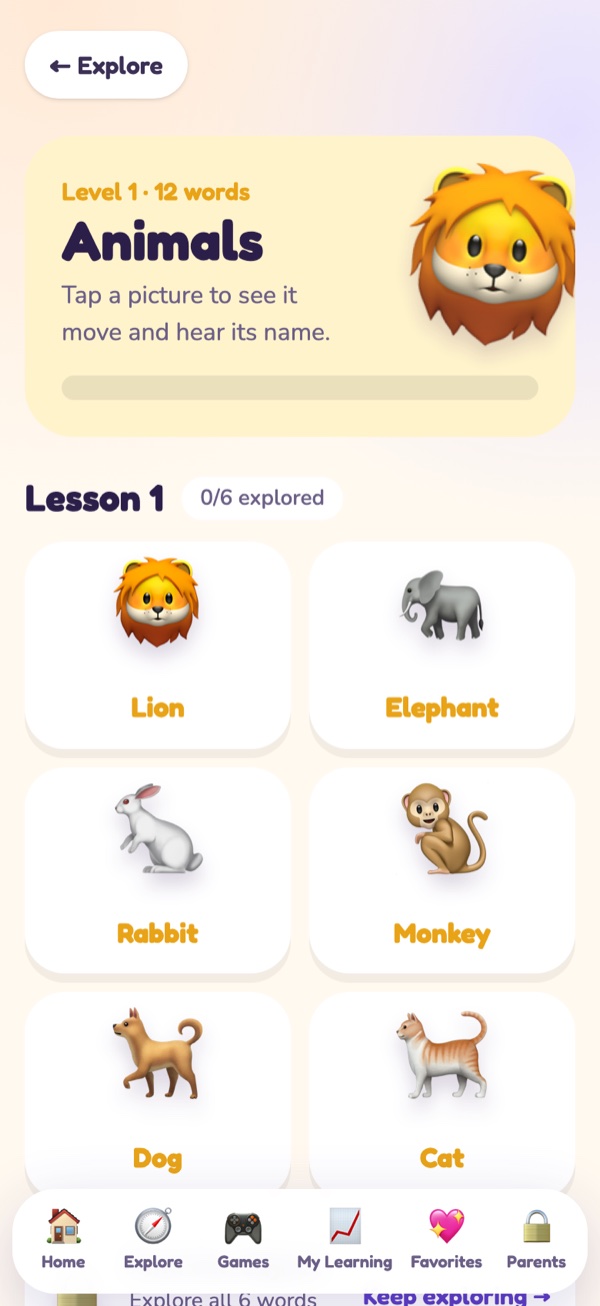 ← Explore
Level 1 · 12 words
Animals
Tap a picture to see it
move and hear its name.
Lesson 1
0/6 explored
Lion
Elephant
Rabbit
Monkey
Dog
Cat
Home
Explore
Games
My Learning
Favorites
Parents
Explore all 6 words
Keep exploring →